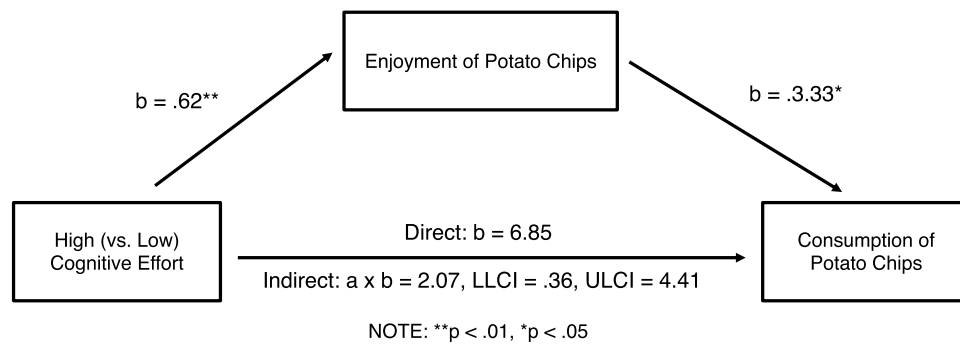 Enjoyment of Potato Chips
b = .62**
b = .3.33*
High (vs. Low)
Cognitive Effort
Direct: b = 6.85
Indirect: a x b = 2.07, LLCI = .36, ULCI = 4.41
Consumption of
Potato Chips
NOTE: **p < .01, *p < .05